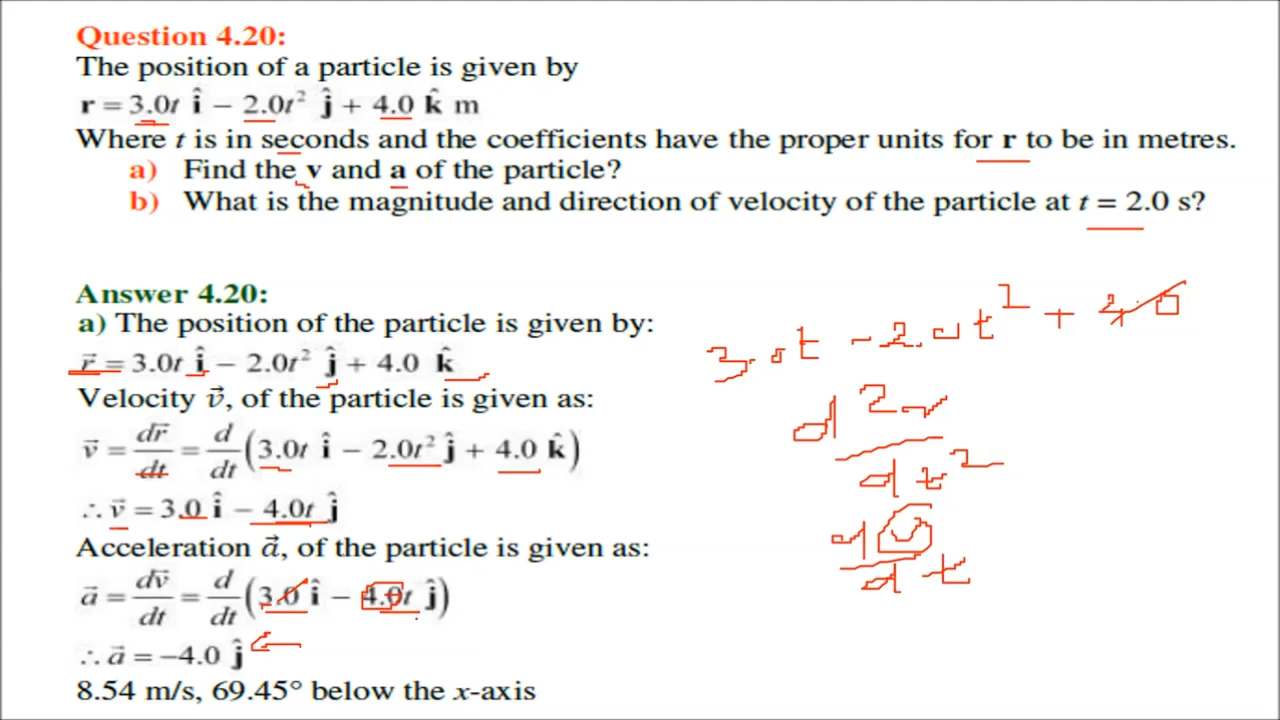 Question 4.20:
The position of a particle is given by
r = 3.0t î − 2.0t² ĵ + 4.0 k̂ m
Where t is in seconds and the coefficients have the proper units for r to be in metres.
a) Find the v and a of the particle?
b) What is the magnitude and direction of velocity of the particle at t = 2.0 s?
Answer 4.20:
a) The position of the particle is given by:
r⃗ = 3.0t î − 2.0t² ĵ + 4.0 k̂
3.0t − 2.0t² + 4.0
Velocity v⃗, of the particle is given as:
v⃗ = dr⃗/dt = d/dt (3.0t î − 2.0t² ĵ + 4.0 k̂)
∴ v⃗ = 3.0 î − 4.0t ĵ
Acceleration a⃗, of the particle is given as:
a⃗ = dv⃗/dt = d/dt (3.0 î − 4.0t ĵ)
∴ a⃗ = −4.0 ĵ
8.54 m/s, 69.45° below the x-axis